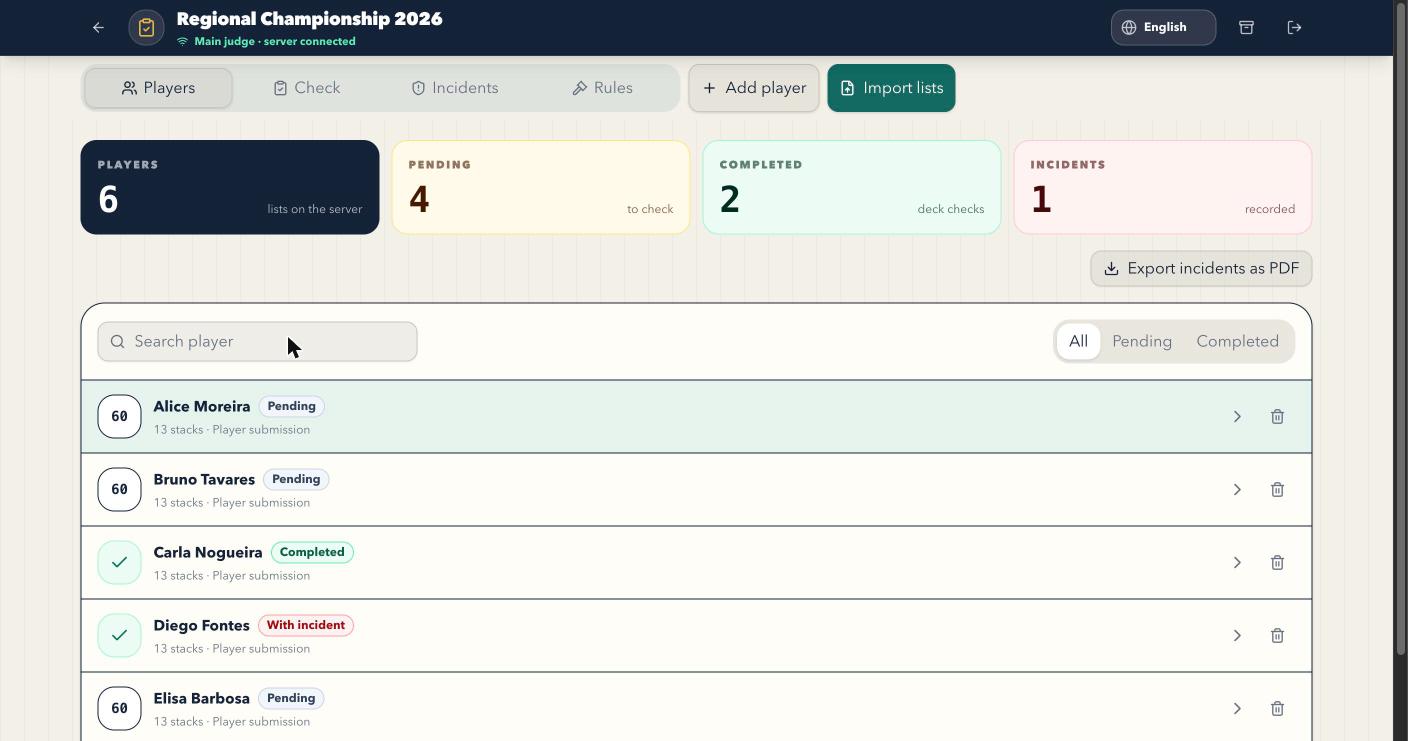 Regional Championship 2026
Main judge · server connected
English
Players
Check
Incidents
Rules
Add player
Import lists
PLAYERS
6
lists on the server
PENDING
4
to check
COMPLETED
2
deck checks
INCIDENTS
1
recorded
Export incidents as PDF
Search player
All
Pending
Completed
60
Alice Moreira Pending
13 stacks · Player submission
60
Bruno Tavares Pending
13 stacks · Player submission
Carla Nogueira Completed
13 stacks · Player submission
Diego Fontes With incident
13 stacks · Player submission
60
Elisa Barbosa Pending
13 stacks · Player submission